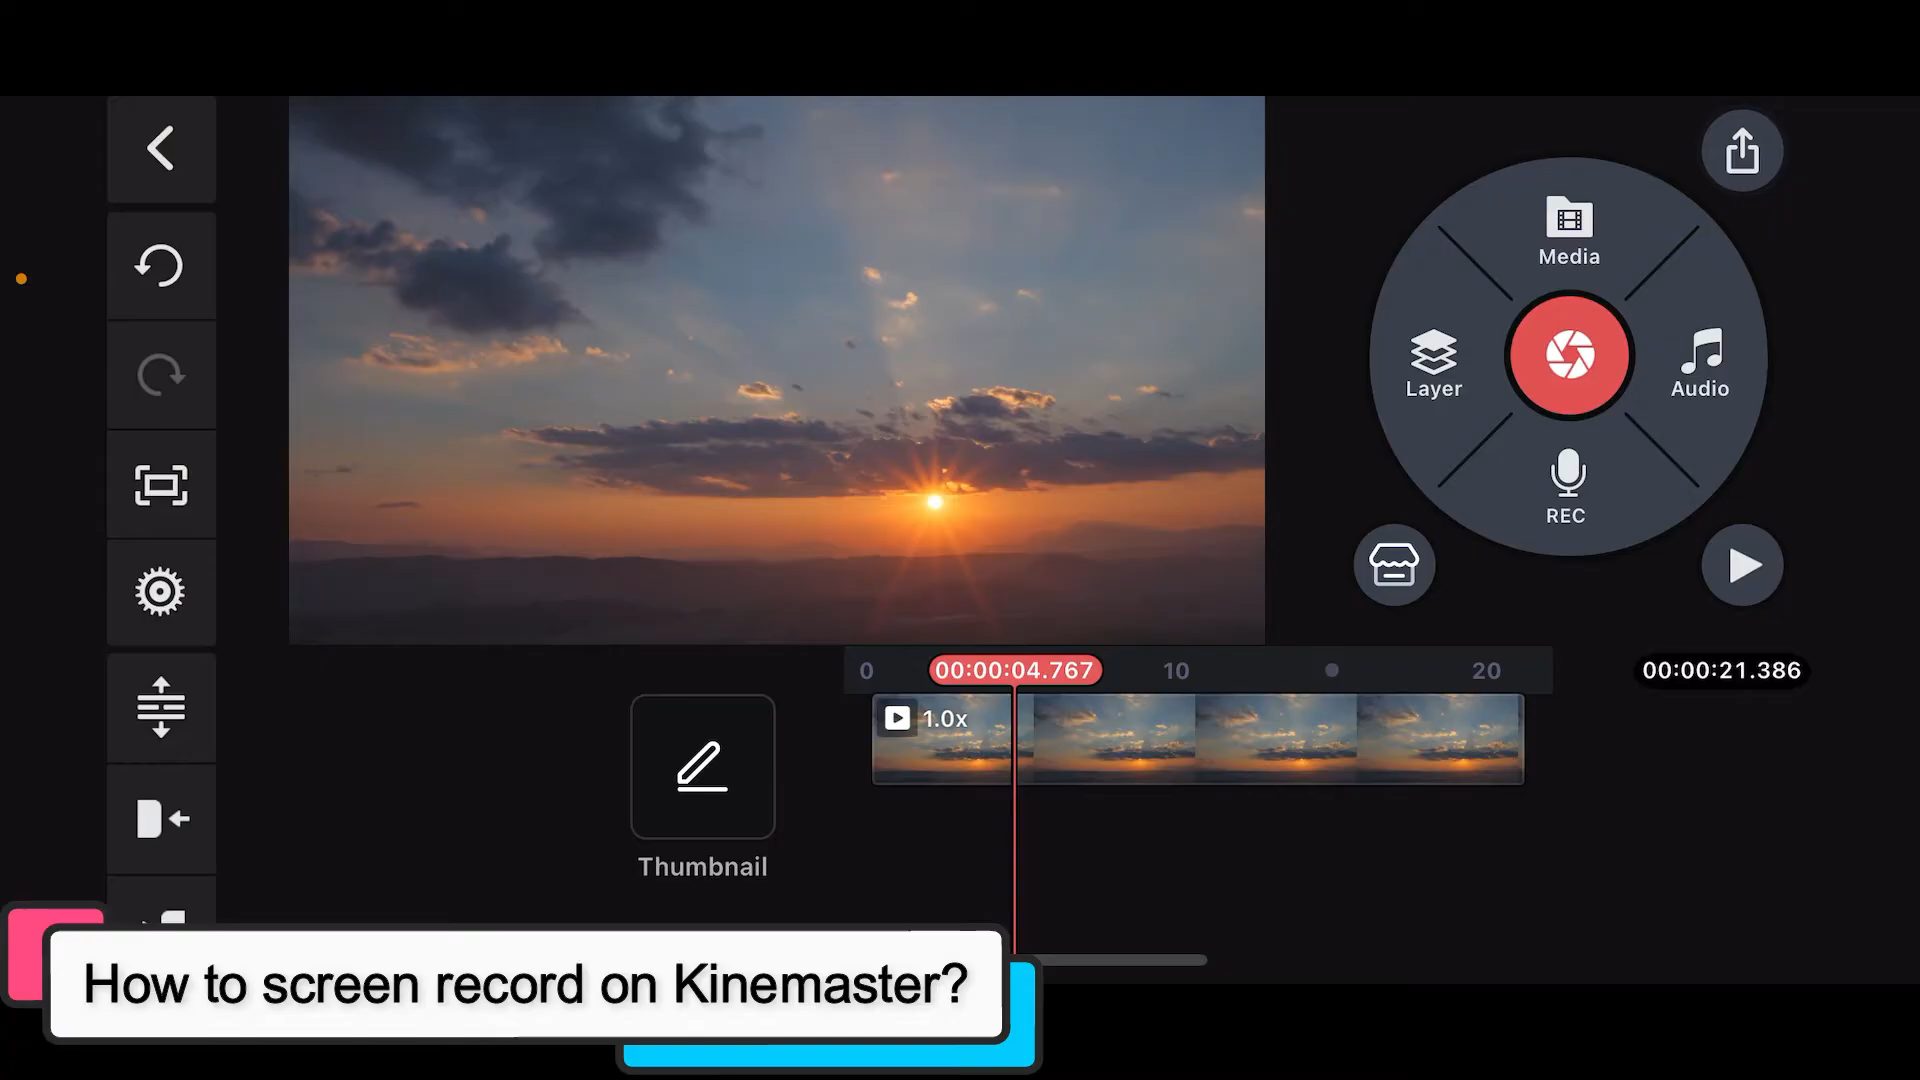 Media
Layer
Audio
REC
0
00:00:04.767
10
20
00:00:21.386
1.0x
Thumbnail
How to screen record on Kinemaster?